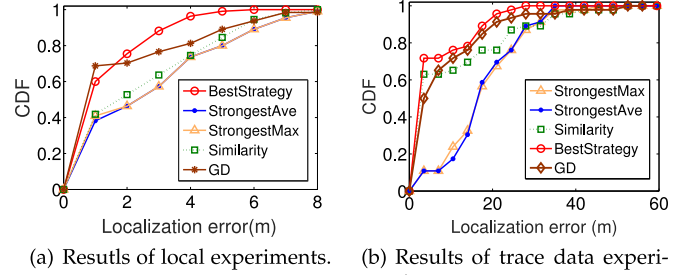 1
0.8
0.6
0.4
0.2
0
CDF
BestStrategy
StrongestAve
StrongestMax
Similarity
GD
0 2 4 6 8
Localization error(m)
(a) Resutls of local experiments.
1
0.8
0.6
0.4
0.2
0
CDF
StrongestMax
StrongestAve
Similarity
BestStrategy
GD
0 20 40 60
Localization error (m)
(b) Results of trace data experi-